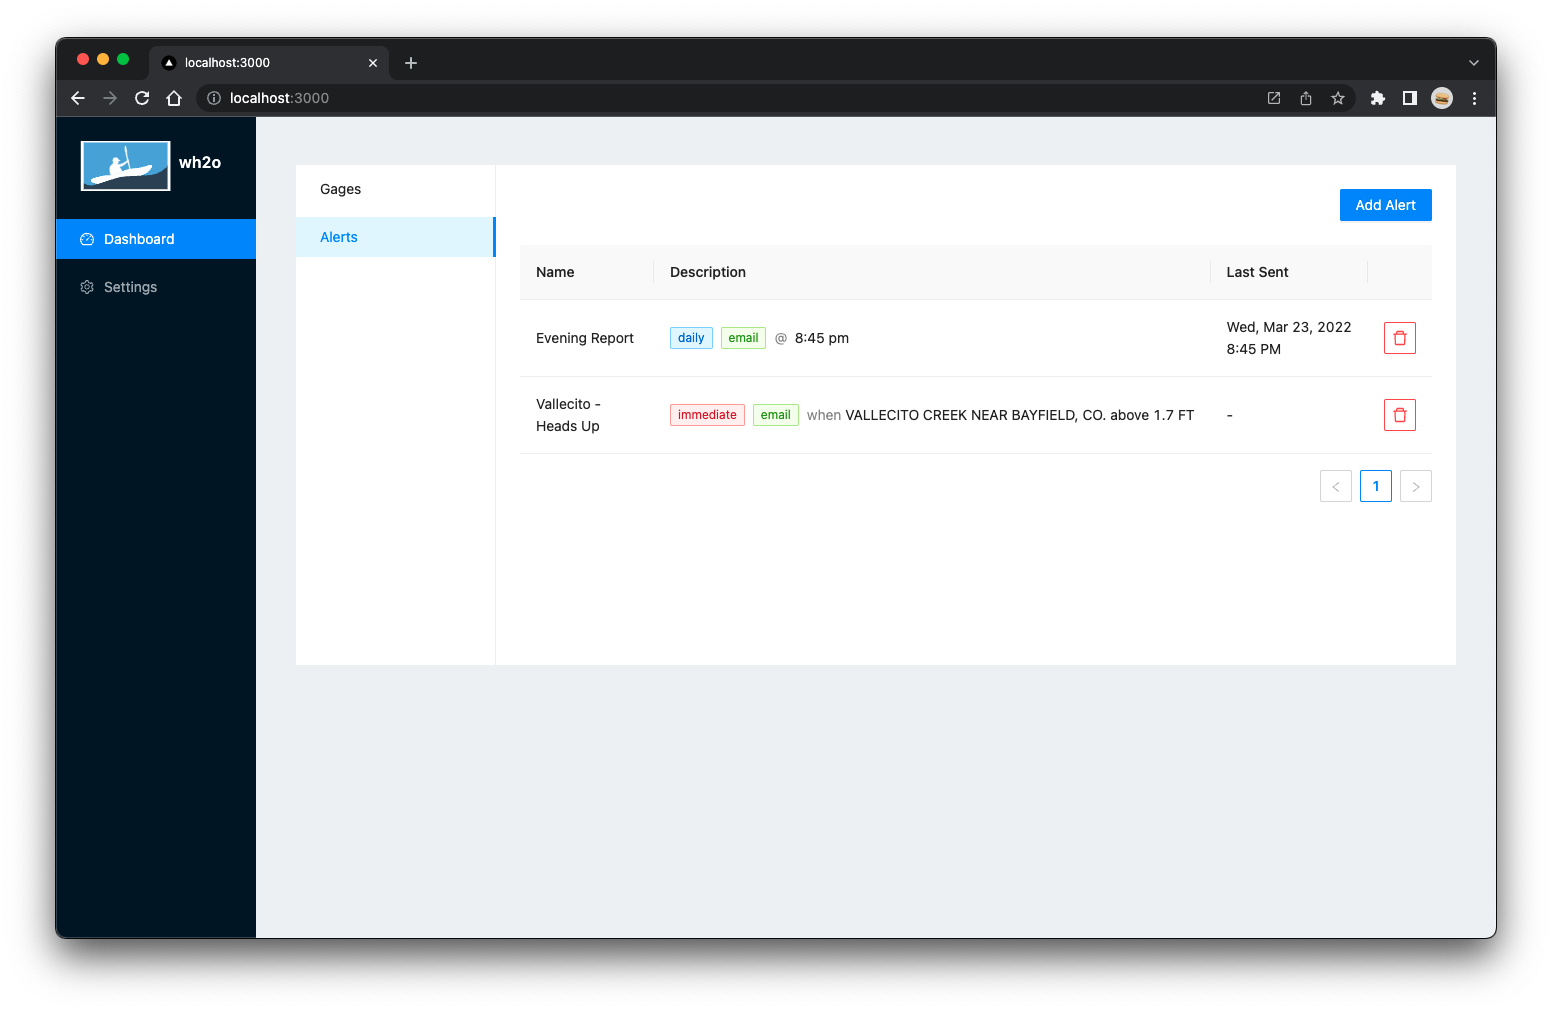 localhost:3000
localhost:3000
wh2o
Dashboard
Settings
Gages
Alerts
Add Alert
Name Description Last Sent
Evening Report daily email @ 8:45 pm Wed, Mar 23, 2022
8:45 PM
Vallecito -
Heads Up immediate email when VALLECITO CREEK NEAR BAYFIELD, CO. above 1.7 FT -
< 1 >